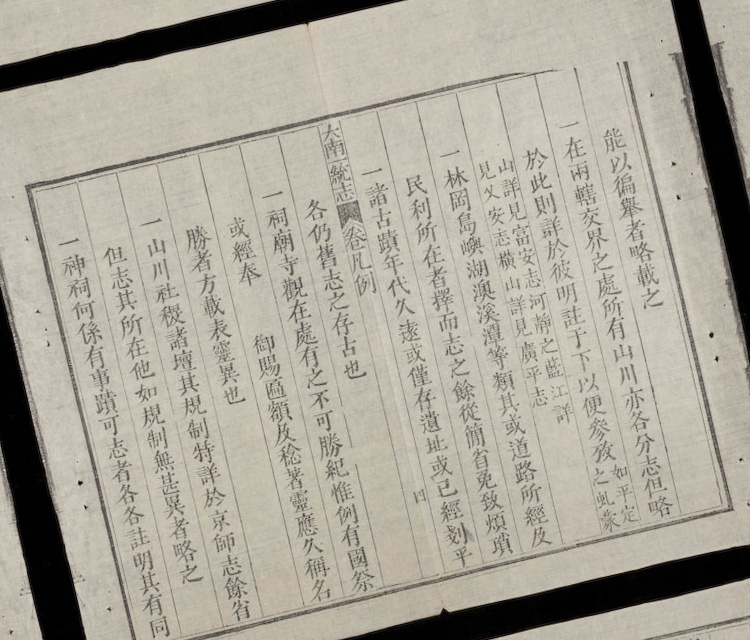 能以徧舉者略載之
一在兩轄交界之處所有山川亦各分志但略
於此則詳於彼明註于下以便參攷如平定
之虬蒙
山詳見富安志河靜之藍江詳
見乂安志橫山詳見廣平志
一林岡島嶼湖澳溪潭等類其或道路所經及
民利所在者擇而志之餘從簡省免致煩瑣
一諸古蹟年代久遠或僅存遺址或已經剗平
大南一統志 卷凡例 四
各仍舊志之存古也
一祠廟寺觀在處有之不可勝紀惟例有國祭
或經奉 御賜匾額及稔著靈應久稱名
勝者方載表靈異也
一山川社稷諸壇其規制特詳於京師志餘省
但志其所在他如規制無甚異者略之
一神祠何係有事蹟可志者各各註明其有同